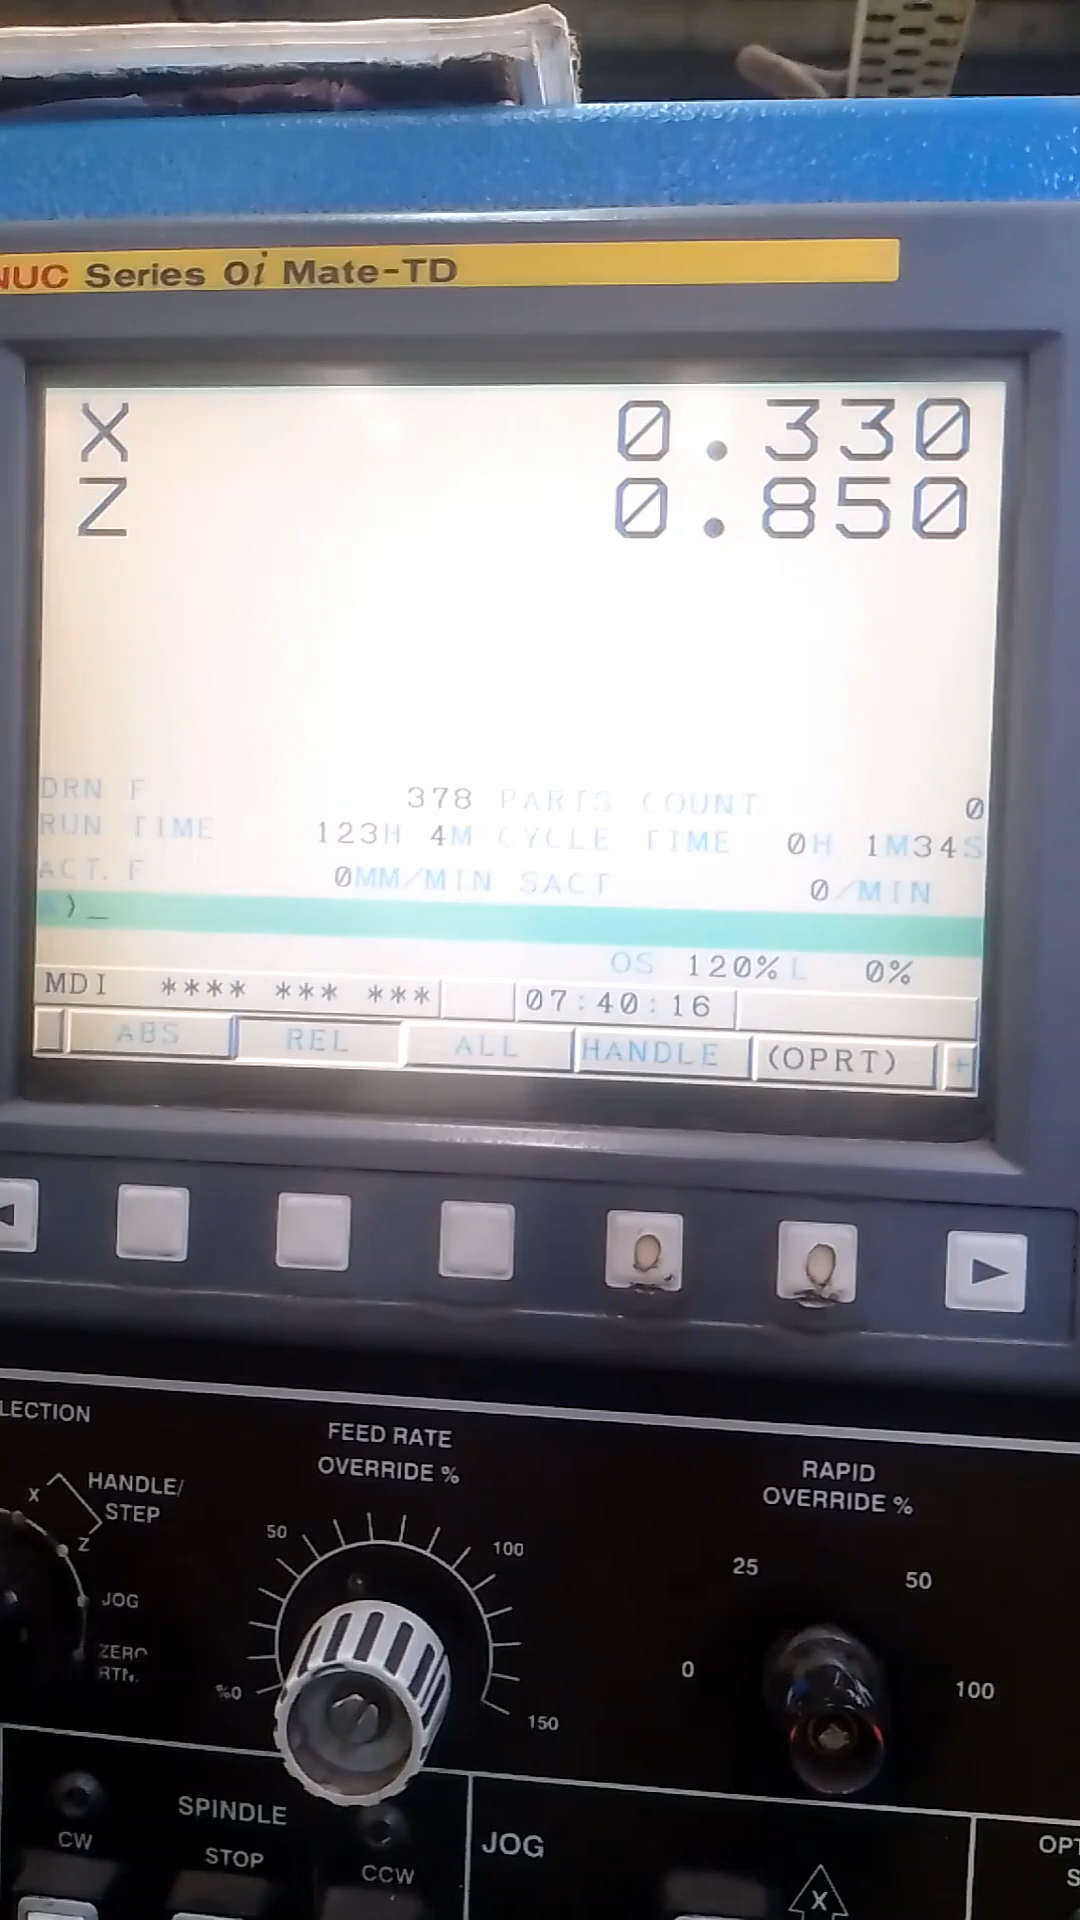 NUC Series 0i Mate-TD
X 0.330
Z 0.850
DRN F 378 PARTS COUNT 0
RUN TIME 123H 4M CYCLE TIME 0H 1M34S
ACT. F 0MM/MIN SACT 0/MIN
A)_
OS 120% L 0%
MDI **** *** *** 07:40:16
ABS REL ALL HANDLE (OPRT) +
LECTION
X
HANDLE/
STEP
Z
JOG
ZERO
RTN.
FEED RATE
OVERRIDE %
50
100
%0
150
RAPID
OVERRIDE %
25
50
0
100
SPINDLE
CW
STOP
CCW
JOG
X
OPT
S